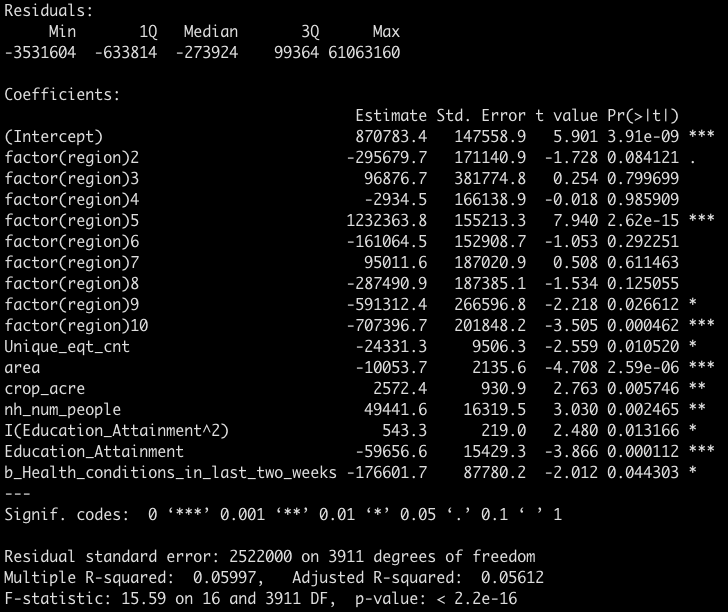 Residuals:
     Min       1Q   Median       3Q      Max
-3531604  -633814  -273924    99364 61063160

Coefficients:
                                   Estimate Std. Error t value Pr(>|t|)
(Intercept)                        870783.4   147558.9   5.901 3.91e-09 ***
factor(region)2                   -295679.7   171140.9  -1.728 0.084121 .
factor(region)3                     96876.7   381774.8   0.254 0.799699
factor(region)4                     -2934.5   166138.9  -0.018 0.985909
factor(region)5                   1232363.8   155213.3   7.940 2.62e-15 ***
factor(region)6                   -161064.5   152908.7  -1.053 0.292251
factor(region)7                     95011.6   187020.9   0.508 0.611463
factor(region)8                   -287490.9   187385.1  -1.534 0.125055
factor(region)9                   -591312.4   266596.8  -2.218 0.026612 *
factor(region)10                  -707396.7   201848.2  -3.505 0.000462 ***
Unique_eqt_cnt                     -24331.3     9506.3  -2.559 0.010520 *
area                               -10053.7     2135.6  -4.708 2.59e-06 ***
crop_acre                            2572.4      930.9   2.763 0.005746 **
nh_num_people                       49441.6    16319.5   3.030 0.002465 **
I(Education_Attainment^2)             543.3      219.0   2.480 0.013166 *
Education_Attainment               -59656.6    15429.3  -3.866 0.000112 ***
b_Health_conditions_in_last_two_weeks -176601.7    87780.2  -2.012 0.044303 *
---
Signif. codes:  0 ‘***’ 0.001 ‘**’ 0.01 ‘*’ 0.05 ‘.’ 0.1 ‘ ’ 1

Residual standard error: 2522000 on 3911 degrees of freedom
Multiple R-squared:  0.05997,   Adjusted R-squared:  0.05612
F-statistic: 15.59 on 16 and 3911 DF,  p-value: < 2.2e-16